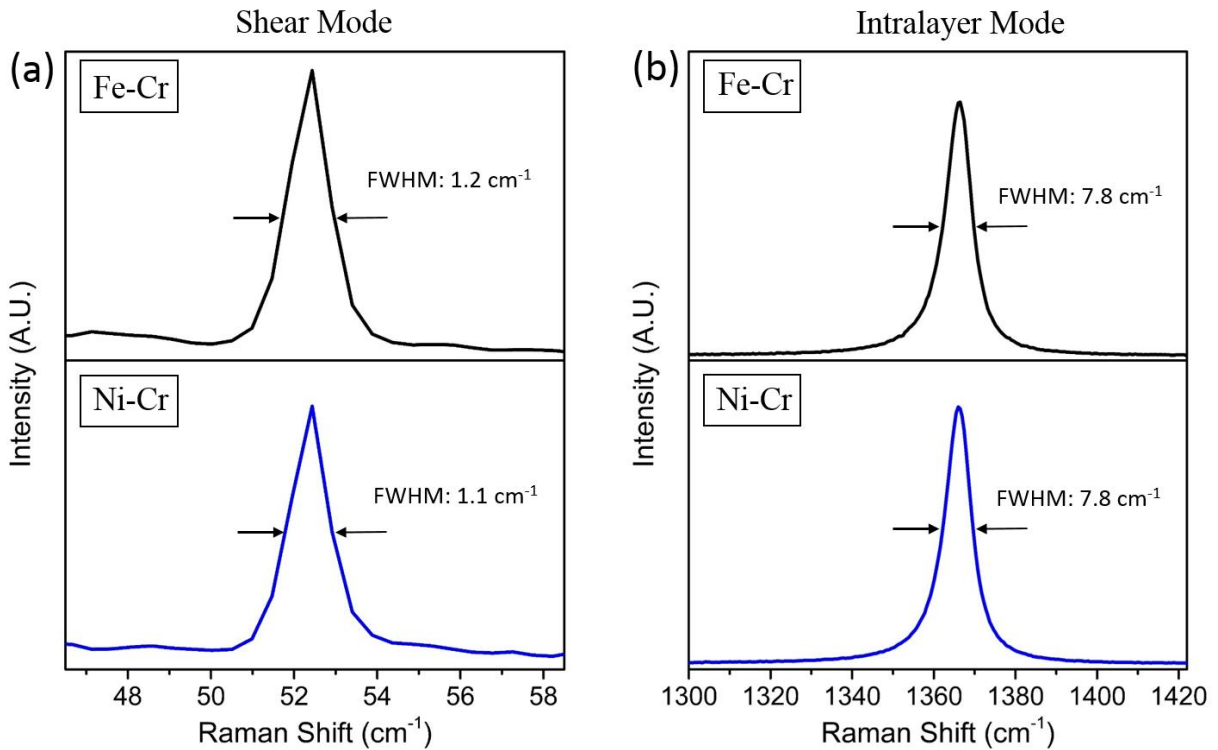 Shear Mode
(a)
Fe-Cr
FWHM: 1.2 cm⁻¹
Ni-Cr
FWHM: 1.1 cm⁻¹
Intensity (A.U.)
48 50 52 54 56 58
Raman Shift (cm⁻¹)
Intralayer Mode
(b)
Fe-Cr
FWHM: 7.8 cm⁻¹
Ni-Cr
FWHM: 7.8 cm⁻¹
Intensity (A.U.)
1300 1320 1340 1360 1380 1400 1420
Raman Shift (cm⁻¹)